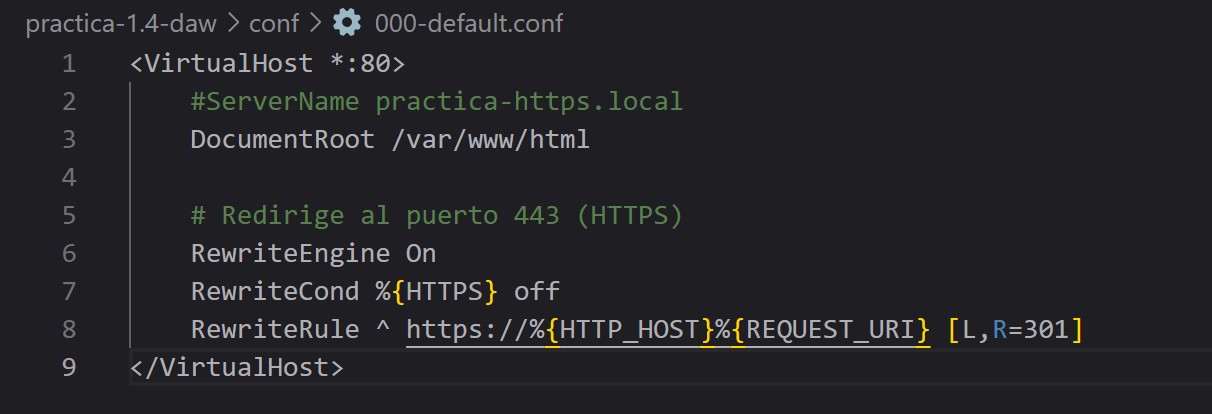 practica-1.4-daw > conf > 000-default.conf
1 <VirtualHost *:80>
2     #ServerName practica-https.local
3     DocumentRoot /var/www/html
4
5     # Redirige al puerto 443 (HTTPS)
6     RewriteEngine On
7     RewriteCond %{HTTPS} off
8     RewriteRule ^ https://%{HTTP_HOST}%{REQUEST_URI} [L,R=301]
9 </VirtualHost>